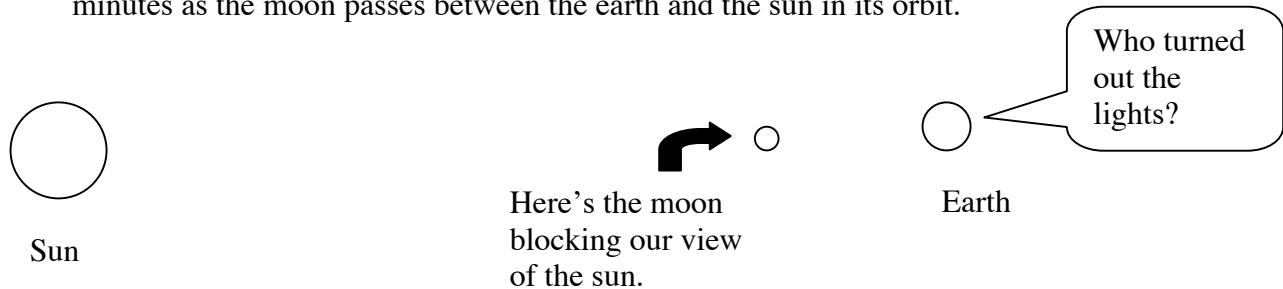 minutes as the moon passes between the earth and the sun in its orbit.
Who turned
out the
lights?
Here’s the moon
blocking our view
of the sun.
Earth
Sun